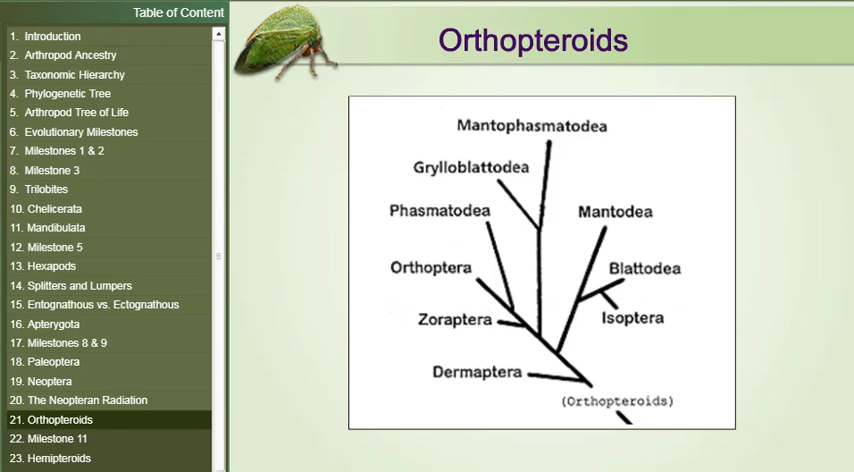 Table of Content
1. Introduction
2. Arthropod Ancestry
3. Taxonomic Hierarchy
4. Phylogenetic Tree
5. Arthropod Tree of Life
6. Evolutionary Milestones
7. Milestones 1 & 2
8. Milestone 3
9. Trilobites
10. Chelicerata
11. Mandibulata
12. Milestone 5
13. Hexapods
14. Splitters and Lumpers
15. Entognathous vs. Ectognathous
16. Apterygota
17. Milestones 8 & 9
18. Paleoptera
19. Neoptera
20. The Neopteran Radiation
21. Orthopteroids
22. Milestone 11
23. Hemipteroids
Orthopteroids
Mantophasmatodea
Grylloblattodea
Phasmatodea
Mantodea
Orthoptera
Blattodea
Zoraptera
Isoptera
Dermaptera
(Orthopteroids)